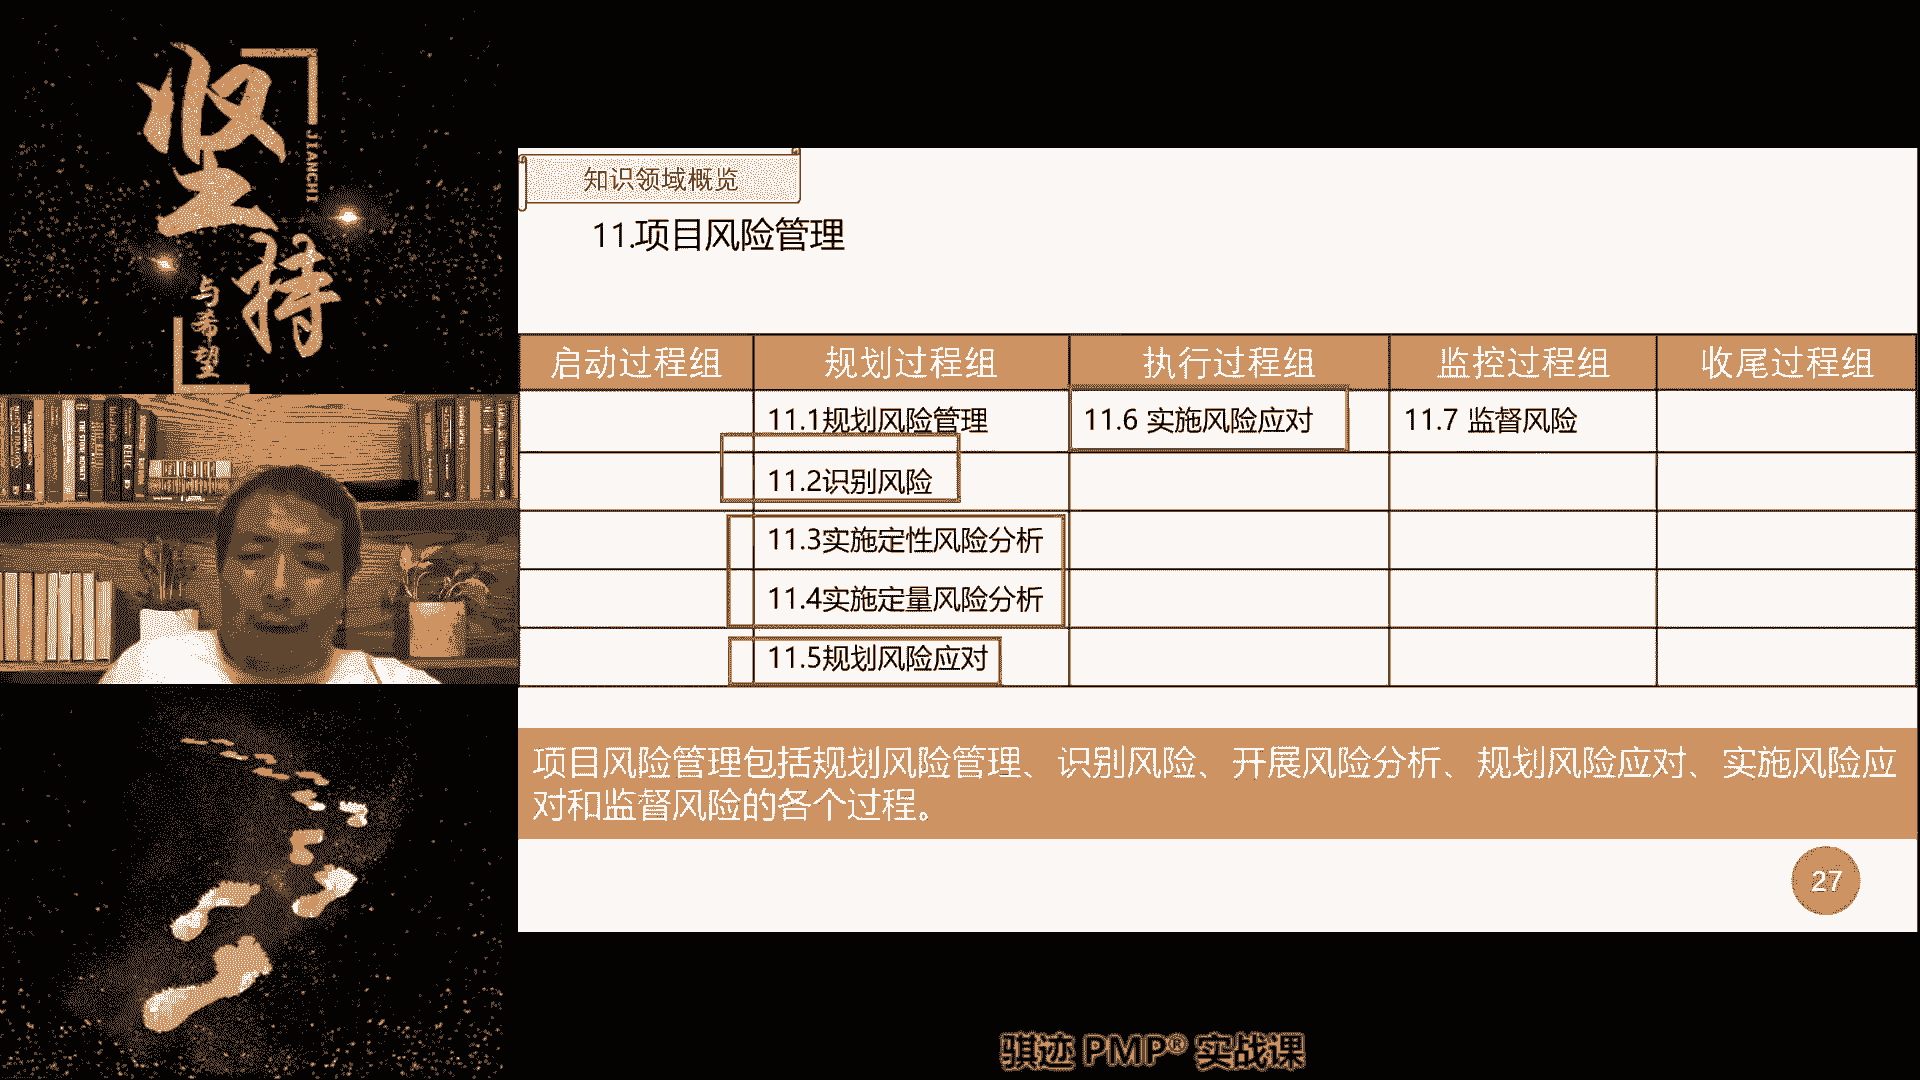 坚
持
JIANCHI
与希望
知识领域概览
11.项目风险管理
启动过程组 规划过程组 执行过程组 监控过程组 收尾过程组
11.1规划风险管理 11.6 实施风险应对 11.7 监督风险
11.2识别风险
11.3实施定性风险分析
11.4实施定量风险分析
11.5规划风险应对
项目风险管理包括规划风险管理、识别风险、开展风险分析、规划风险应对、实施风险应
对和监督风险的各个过程。
27
骐迹 PMP® 实战课